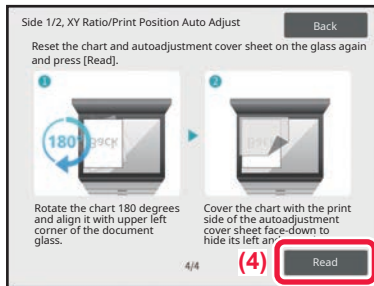 Side 1/2, XY Ratio/Print Position Auto Adjust
Back
Reset the chart and autoadjustment cover sheet on the glass again
and press [Read].
1
2
180°
Back
Back
Rotate the chart 180 degrees
and align it with upper left
corner of the document
glass.
Cover the chart with the print
side of the autoadjustment
cover sheet face-down to
hide its left and
4/4
(4)
Read